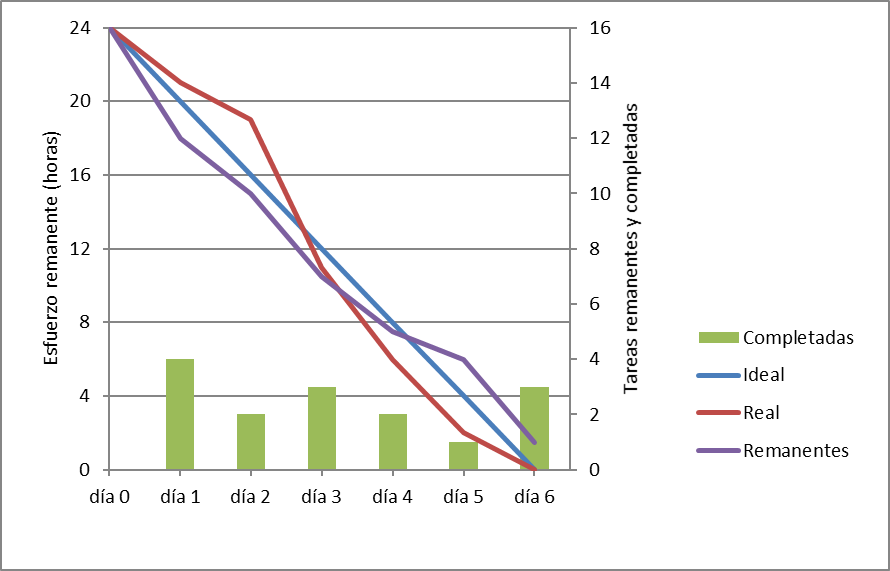 Esfuerzo remanente (horas)
24
20
16
12
8
4
0
día 0 día 1 día 2 día 3 día 4 día 5 día 6
16
14
12
10
8
6
4
2
0
Tareas remanentes y completadas
Completadas
Ideal
Real
Remanentes